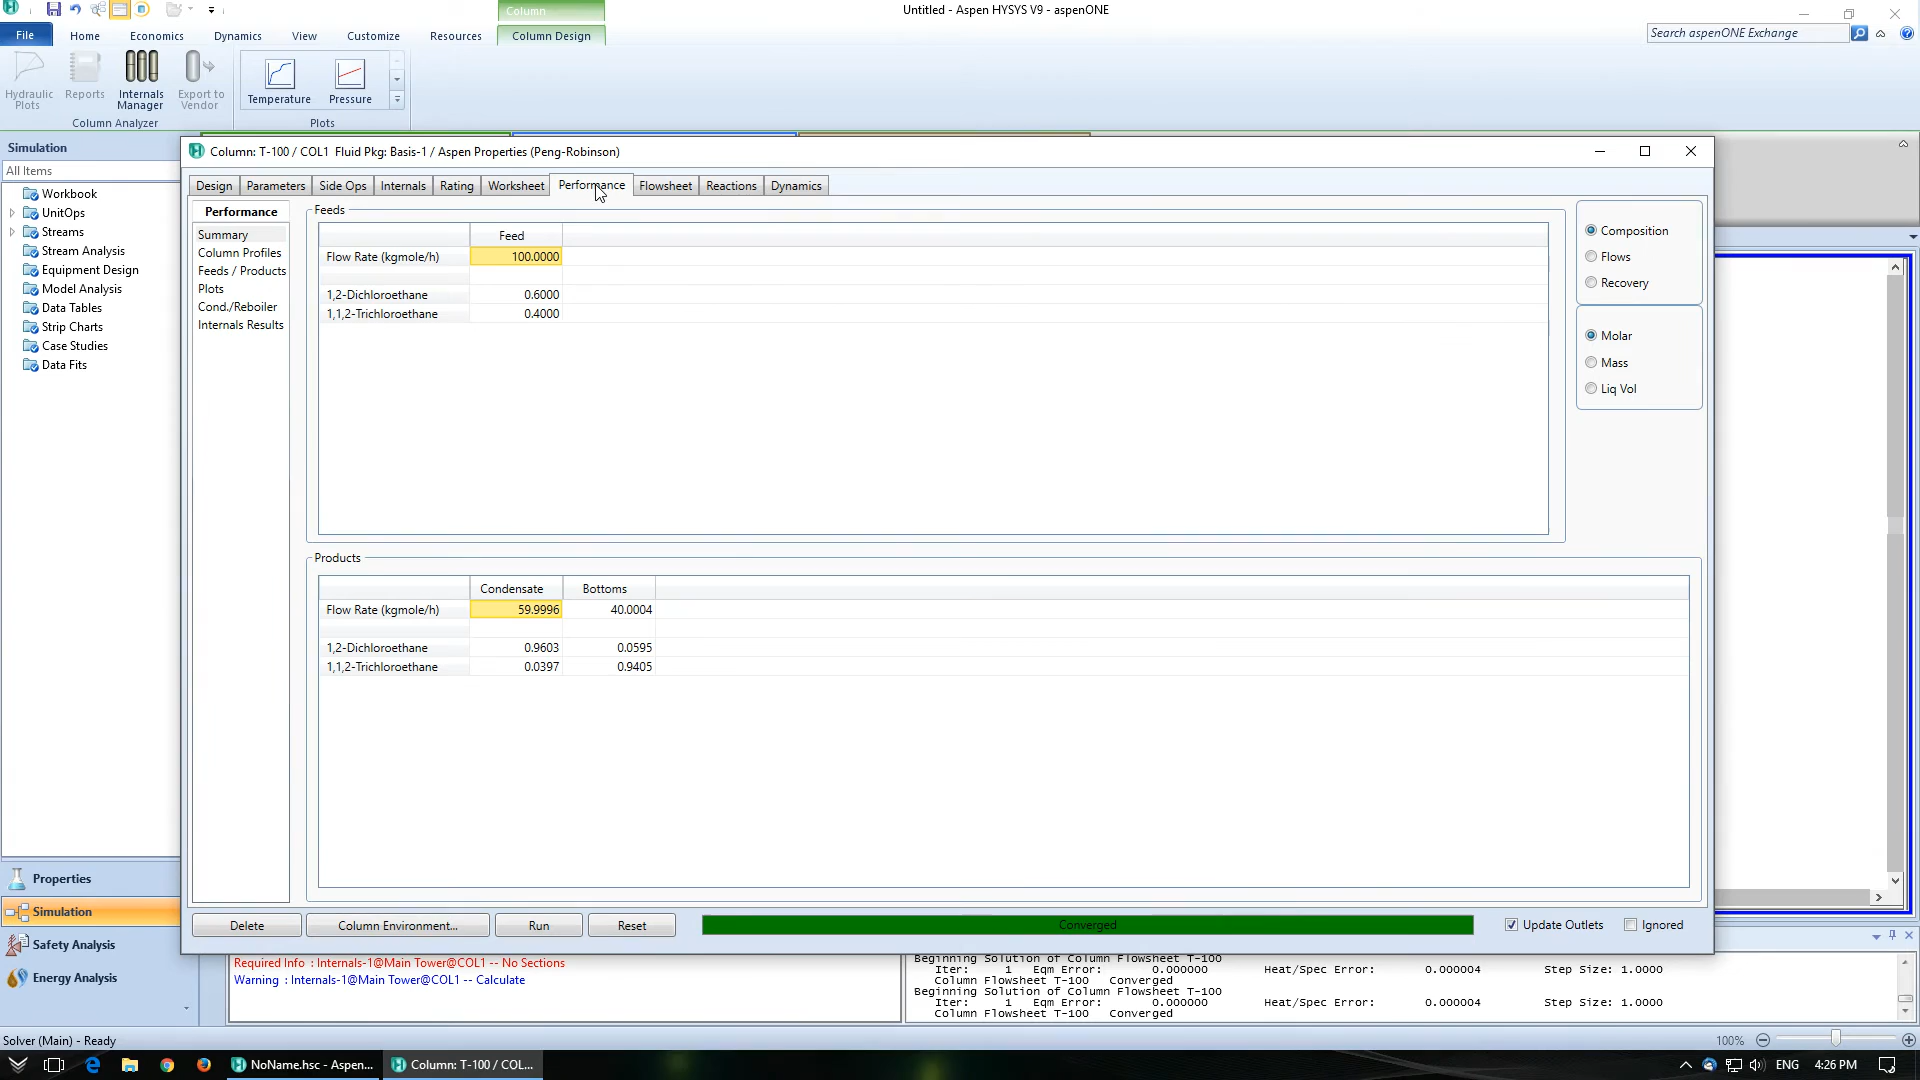 Column
Untitled - Aspen HYSYS V9 - aspenONE
File
Home
Economics
Dynamics
View
Customize
Resources
Column Design
Search aspenONE Exchange
Hydraulic Plots
Reports
Internals Manager
Export to Vendor
Temperature
Pressure
Column Analyzer
Plots
Simulation
All Items
Workbook
UnitOps
Streams
Stream Analysis
Equipment Design
Model Analysis
Data Tables
Strip Charts
Case Studies
Data Fits
Properties
Simulation
Safety Analysis
Energy Analysis
Column: T-100 / COL1 Fluid Pkg: Basis-1 / Aspen Properties (Peng-Robinson)
Design
Parameters
Side Ops
Internals
Rating
Worksheet
Performance
Flowsheet
Reactions
Dynamics
Performance
Summary
Column Profiles
Feeds / Products
Plots
Cond./Reboiler
Internals Results
Feeds
Feed
Flow Rate (kgmole/h) 100.0000
1,2-Dichloroethane 0.6000
1,1,2-Trichloroethane 0.4000
Composition
Flows
Recovery
Molar
Mass
Liq Vol
Products
Condensate Bottoms
Flow Rate (kgmole/h) 59.9996 40.0004
1,2-Dichloroethane 0.9603 0.0595
1,1,2-Trichloroethane 0.0397 0.9405
Delete
Column Environment...
Run
Reset
Converged
Update Outlets
Ignored
Required Info : Internals-1@Main Tower@COL1 -- No Sections
Warning : Internals-1@Main Tower@COL1 -- Calculate
Beginning Solution of Column Flowsheet T-100
Iter: 1 Eqm Error: 0.000000 Heat/Spec Error: 0.000004 Step Size: 1.0000
Column Flowsheet T-100 Converged
Beginning Solution of Column Flowsheet T-100
Iter: 1 Eqm Error: 0.000000 Heat/Spec Error: 0.000004 Step Size: 1.0000
Column Flowsheet T-100 Converged
Solver (Main) - Ready
100%
NoName.hsc - Aspen...
Column: T-100 / COL...
ENG
4:26 PM